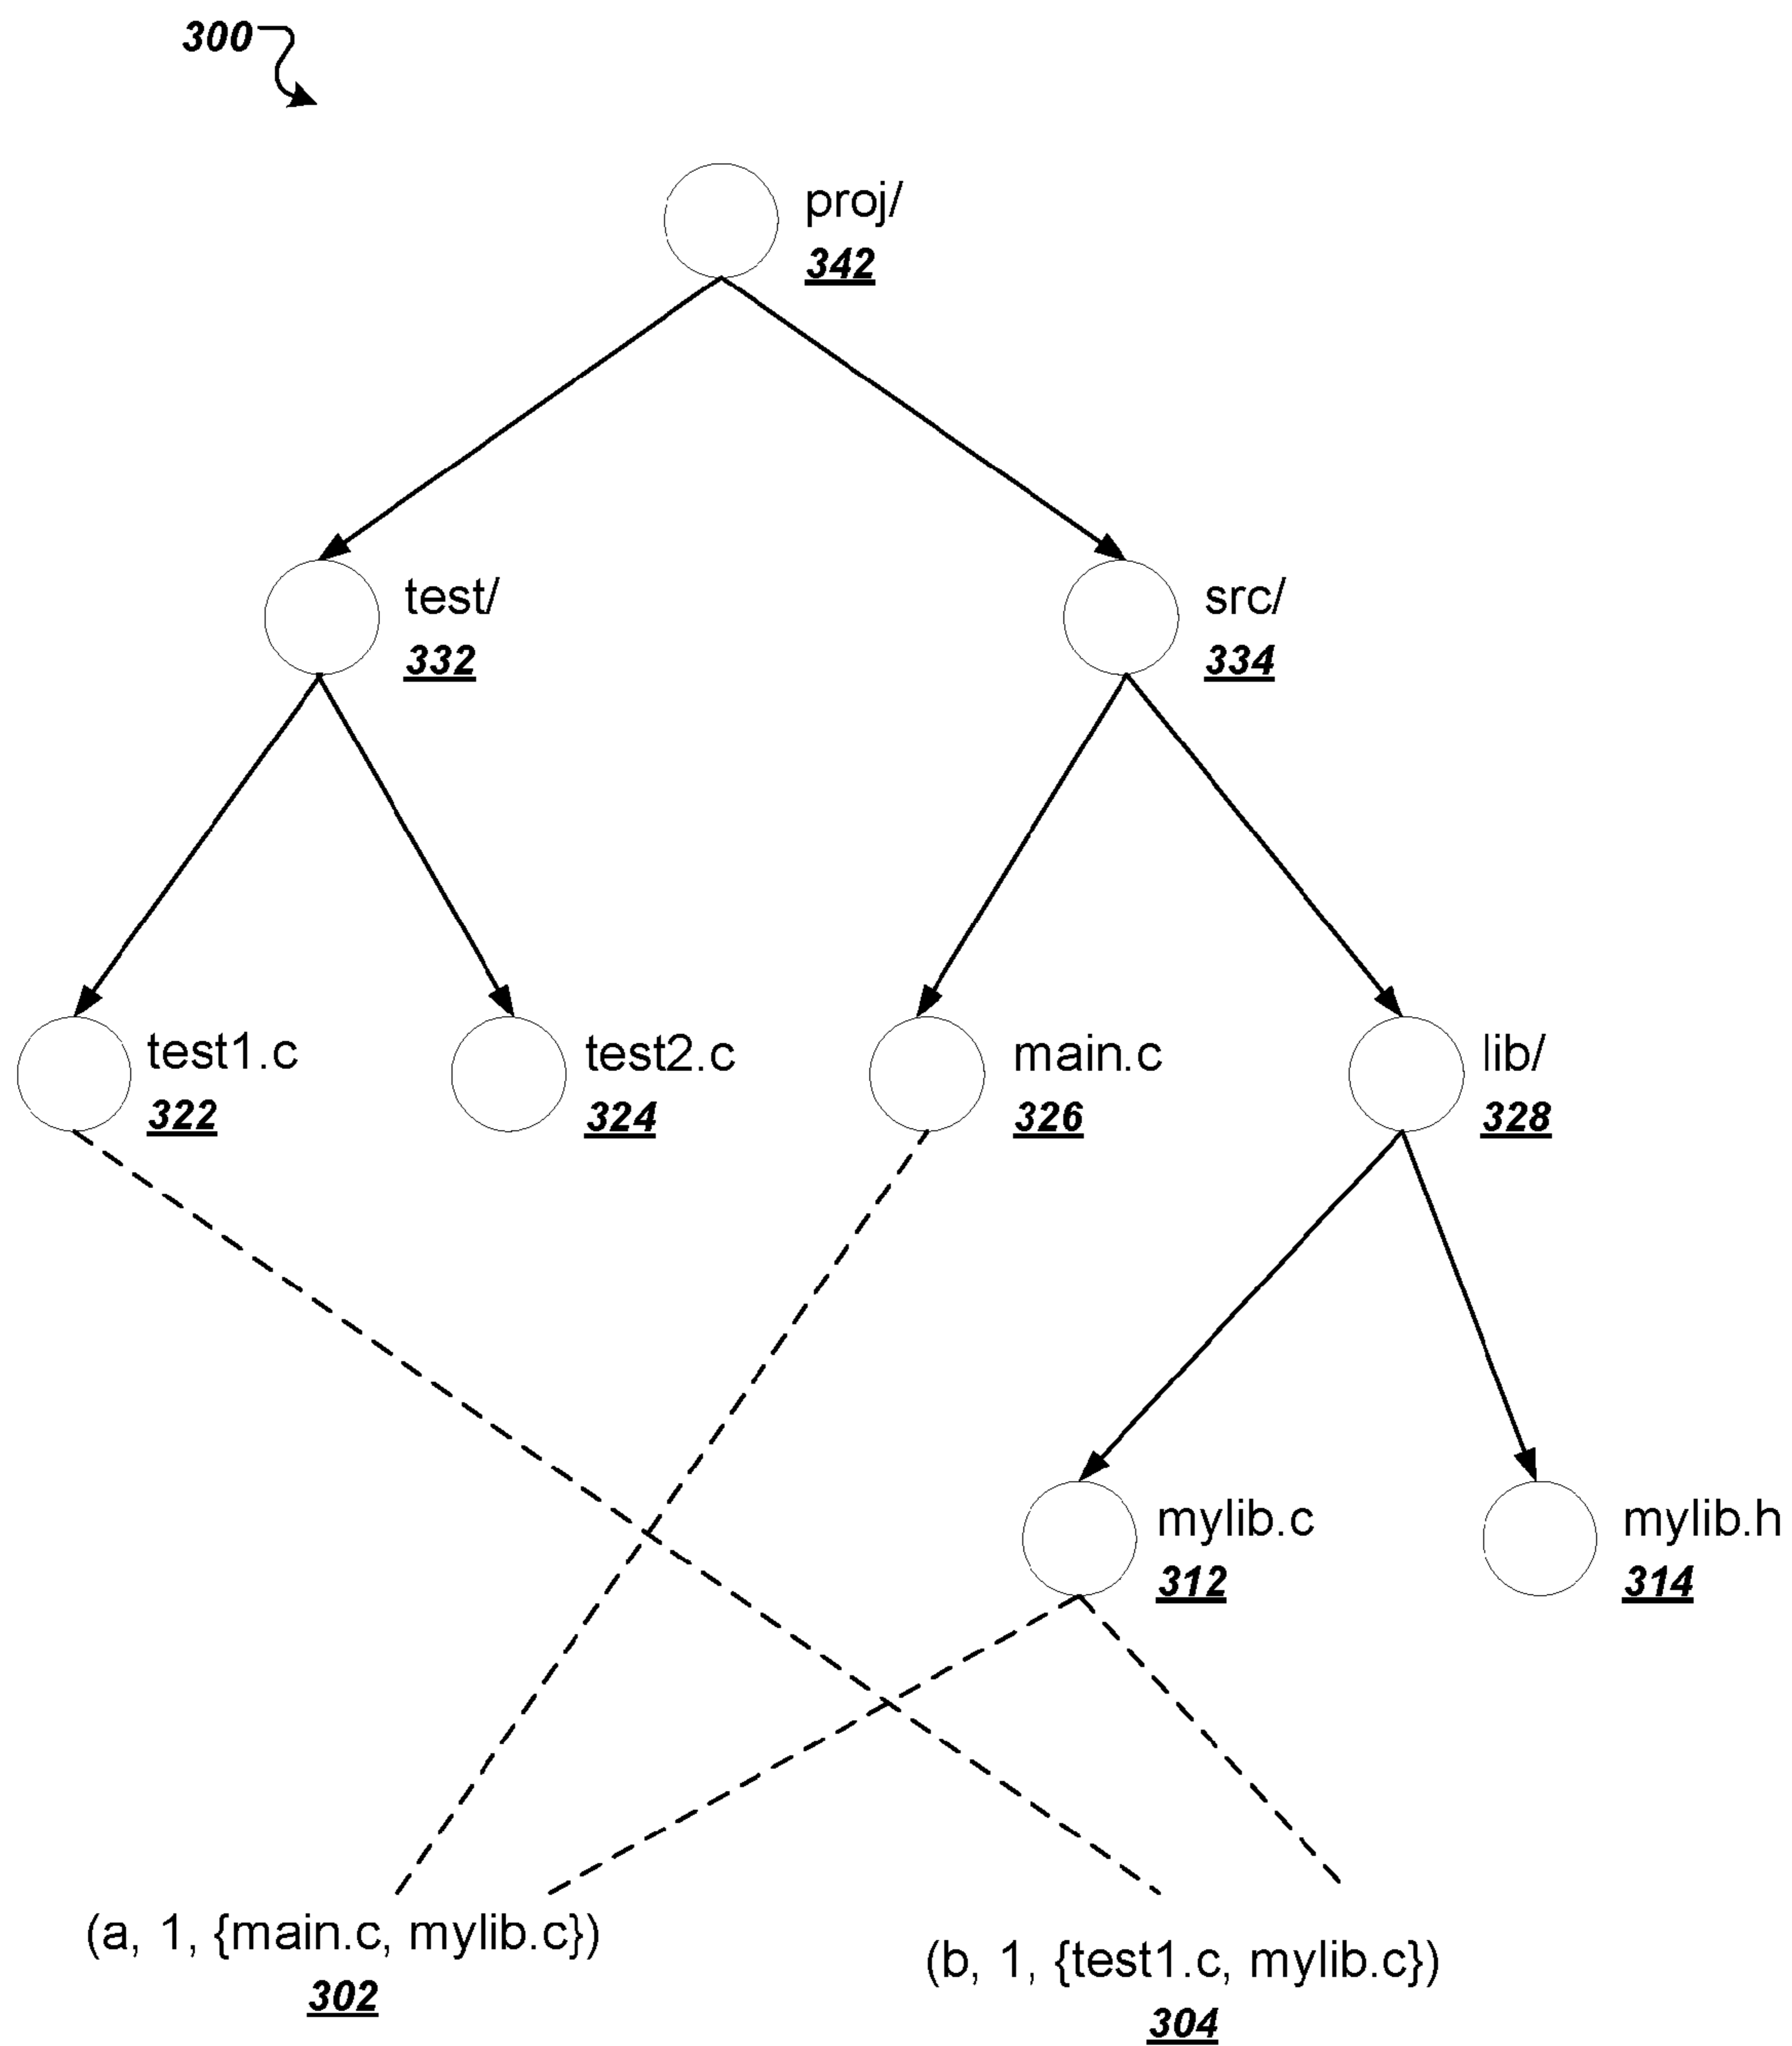 300
proj/
342
test/
332
src/
334
test1.c
322
test2.c
324
main.c
326
lib/
328
mylib.c
312
mylib.h
314
(a, 1, {main.c, mylib.c})
302
(b, 1, {test1.c, mylib.c})
304